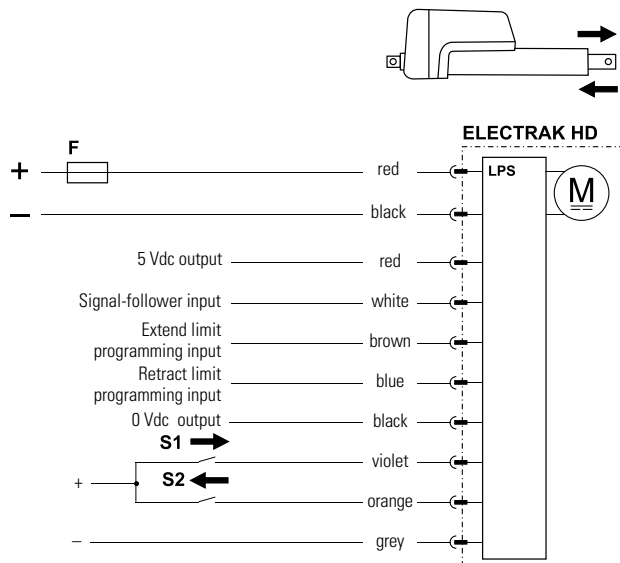 ELECTRAK HD
F
+ red LPS
M
– black
5 Vdc output red
Signal-follower input white
Extend limit
programming input brown
Retract limit
programming input blue
0 Vdc output black
S1
violet
+ S2
orange
– grey